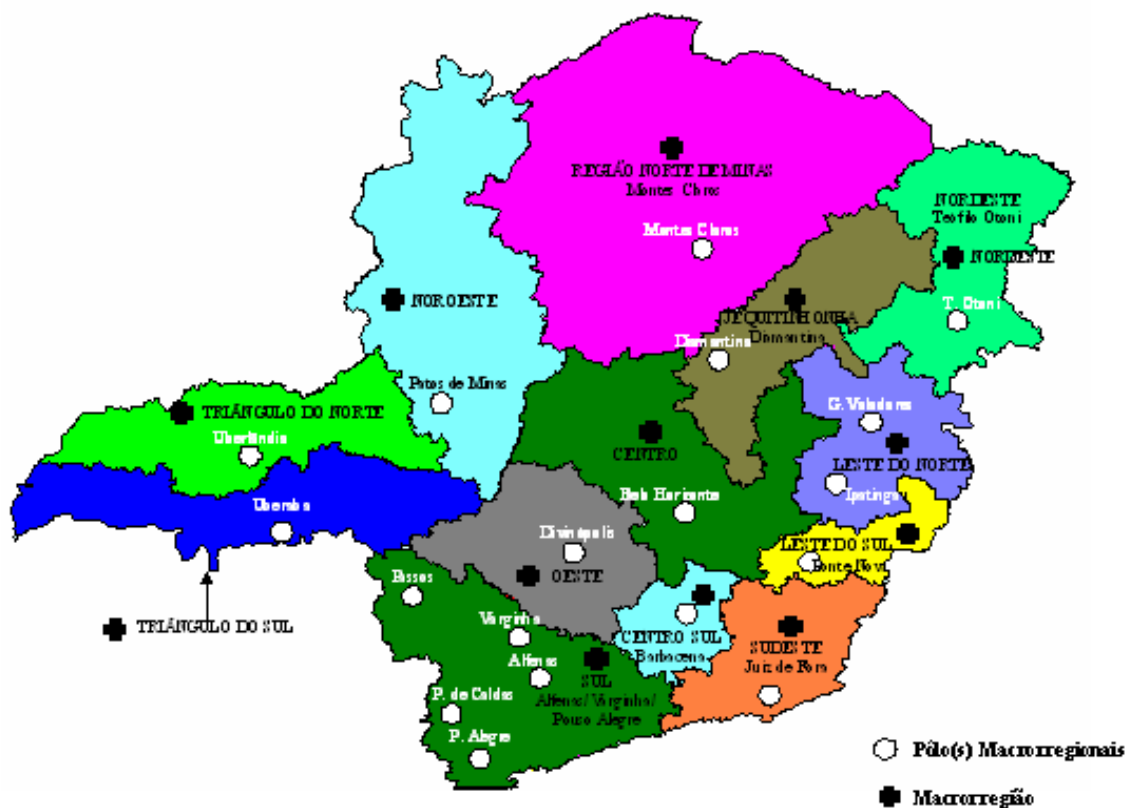 REGIÃO NORTE DE MINAS
Montes Claros
Montes Claros
NORDESTE
Teofilo Otoni
NORDESTE
T. Otoni
NOROESTE
JEQUITINHONHA
Diamantina
Diamantina
Patos de Minas
TRIÂNGULO DO NORTE
Uberlândia
G. Valadares
CENTRO
LESTE DO NORTE
Ipatinga
Belo Horizonte
Uberaba
Divinópolis
LESTE DO SUL
Ponte Nova
OESTE
Passos
TRIÂNGULO DO SUL
Varginha
CENTRO SUL
Barbacena
SUDESTE
Juiz de Fora
Alfenas
SUL
Alfenas/ Varginha/
Pouso Alegre
P. de Caldas
P. Alegre
Pólo(s) Macrorregionais
Macrorregião